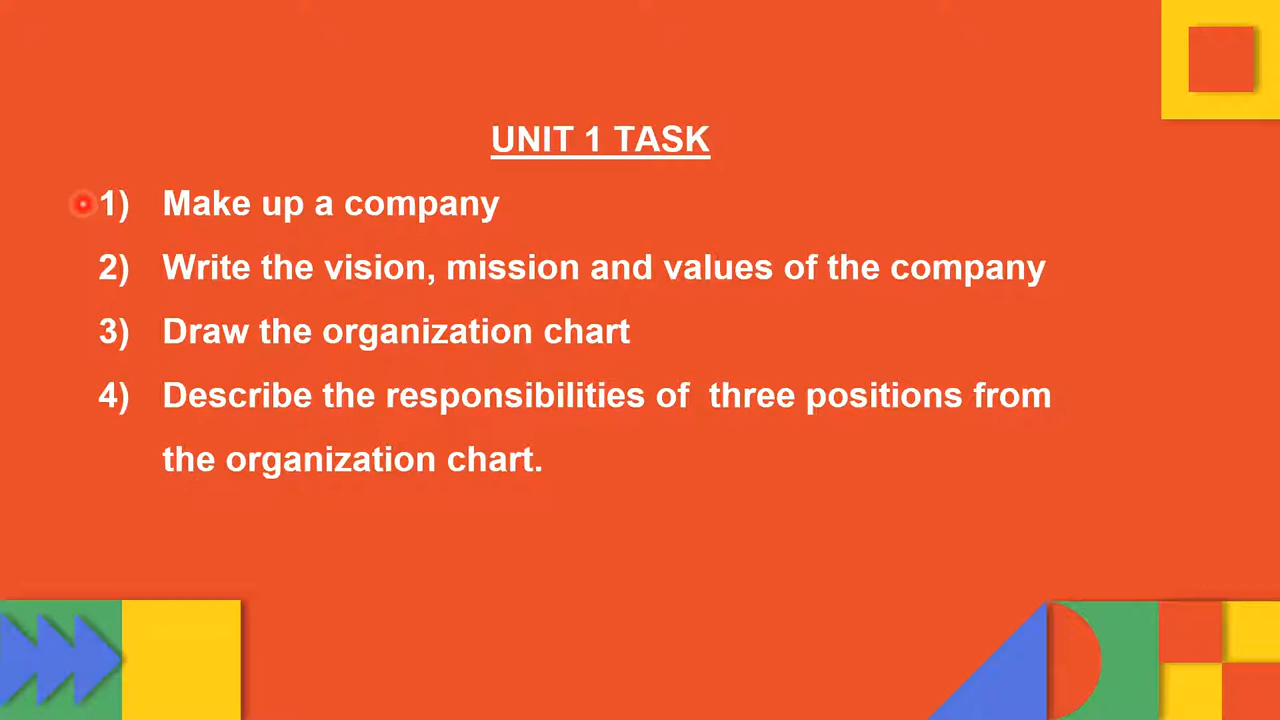 UNIT 1 TASK
1) Make up a company
2) Write the vision, mission and values of the company
3) Draw the organization chart
4) Describe the responsibilities of three positions from
the organization chart.